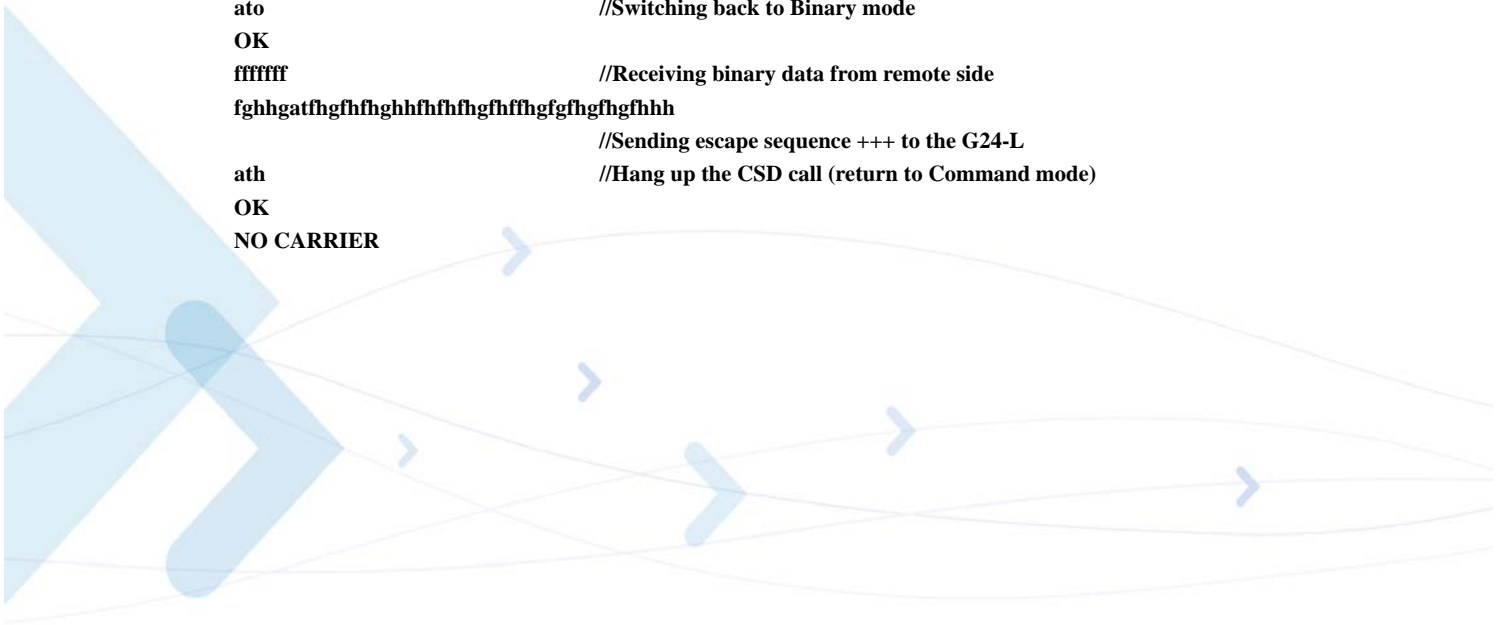 ato //Switching back to Binary mode
OK
fffffff //Receiving binary data from remote side
fghhgatfhgfhfhghhfhfhfhgfhffhgfgfhgfhgfhhh
//Sending escape sequence +++ to the G24-L
ath //Hang up the CSD call (return to Command mode)
OK
NO CARRIER